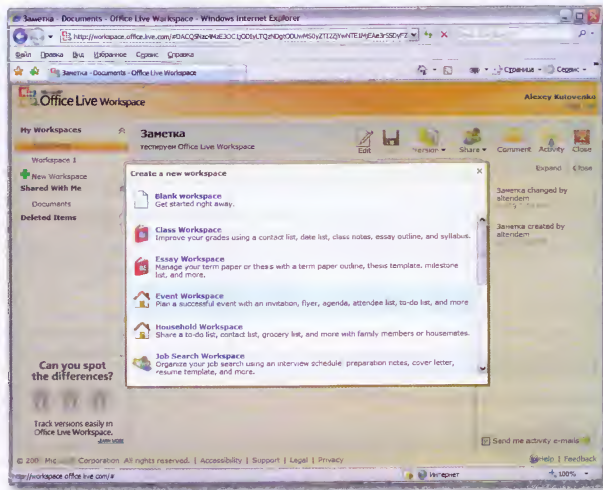 Заметка - Documents - Office Live Workspace - Windows Internet Explorer
Файл Правка Вид Избранное Сервис Справка
Заметка - Documents - Office Live Workspace
Страница Сервис
Office Live Workspace
Alexey Kutovenko
My Workspaces
Workspace 1
New Workspace
Shared With Me
Documents
Deleted Items
Заметка
тестируем Office Live Workspace
Edit
Version
Share
Comment
Activity
Close
Expand Close
Заметка changed by
altendem
Заметка created by
altendem
Create a new workspace
Blank workspace
Get started right away.
Class Workspace
Improve your grades using a contact list, date list, class notes, essay outline, and syllabus.
Essay Workspace
Manage your term paper or thesis with a term paper outline, thesis template, milestone
list, and more.
Event Workspace
Plan a successful event with an invitation, flyer, agenda, attendee list, to-do list, and more
Household Workspace
Share a to-do list, contact list, grocery list, and more with family members or housemates.
Job Search Workspace
Organize your job search using an interview schedule, preparation notes, cover letter,
resume template, and more.
Can you spot
the differences?
Track versions easily in
Office Live Workspace.
LEARN MORE
Send me activity e-mails
Corporation All rights reserved. | Accessibility | Support | Legal | Privacy
Help | Feedback
http://workspace.office.live.com/#
Интернет
100%